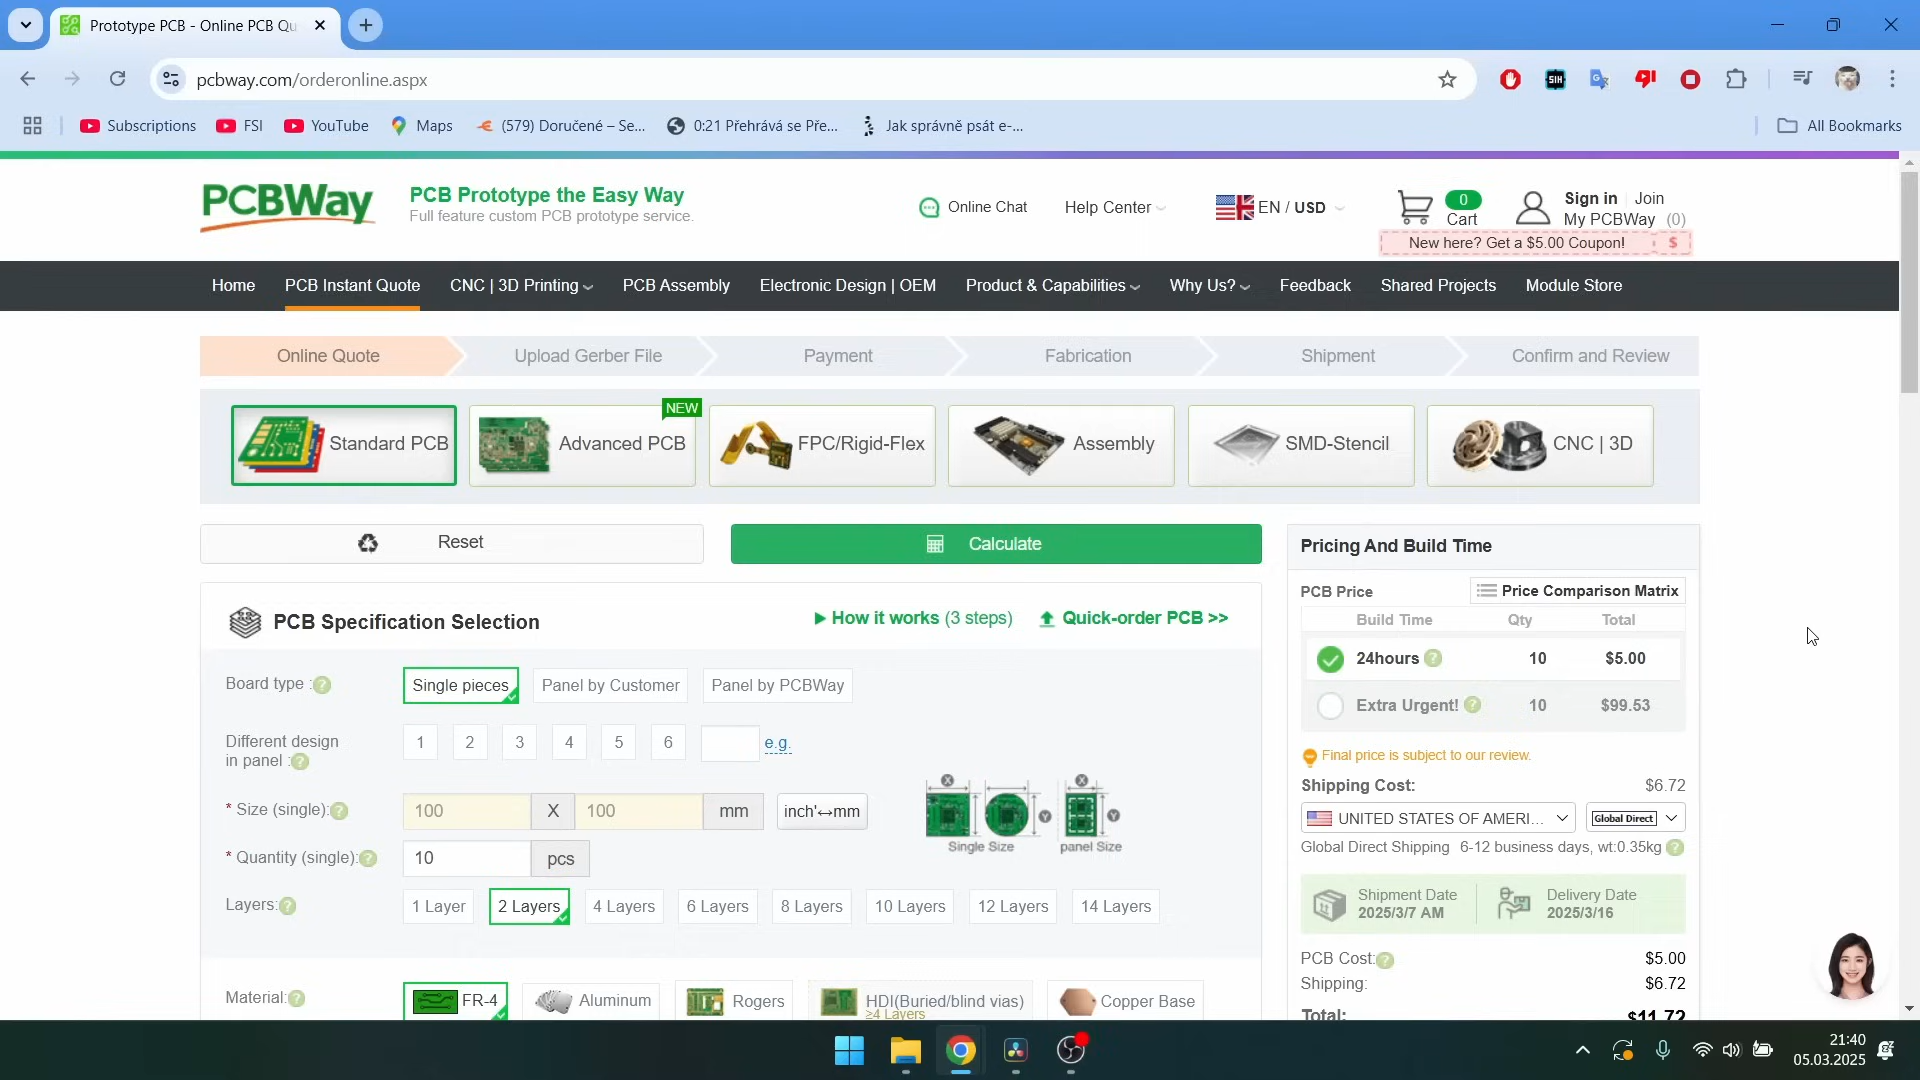 Prototype PCB - Online PCB Qu
pcbway.com/orderonline.aspx
Subscriptions
FSI
YouTube
Maps
(579) Doručené – Se...
0:21 Přehrává se Pře...
Jak správně psát e-...
All Bookmarks
PCBWay
PCB Prototype the Easy Way
Full feature custom PCB prototype service.
Online Chat
Help Center
EN / USD
0
Cart
Sign in
Join
My PCBWay (0)
New here? Get a $5.00 Coupon!
$
Home
PCB Instant Quote
CNC | 3D Printing
PCB Assembly
Electronic Design | OEM
Product & Capabilities
Why Us?
Feedback
Shared Projects
Module Store
Online Quote
Upload Gerber File
Payment
Fabrication
Shipment
Confirm and Review
Standard PCB
NEW
Advanced PCB
FPC/Rigid-Flex
Assembly
SMD-Stencil
CNC | 3D
Reset
Calculate
PCB Specification Selection
How it works (3 steps)
Quick-order PCB >>
Board type :
Single pieces
Panel by Customer
Panel by PCBWay
Different design
in panel :
1
2
3
4
5
6
e.g.
* Size (single):
100
X
100
mm
inch'↔mm
X
X
Y
Y
Single Size
panel Size
* Quantity (single):
10
pcs
Layers:
1 Layer
2 Layers
4 Layers
6 Layers
8 Layers
10 Layers
12 Layers
14 Layers
Material:
FR-4
Aluminum
Rogers
HDI(Buried/blind vias)
≥4 Layers
Copper Base
Pricing And Build Time
PCB Price
Price Comparison Matrix
Build Time
Qty
Total
24hours
10
$5.00
Extra Urgent!
10
$99.53
Final price is subject to our review.
Shipping Cost:
$6.72
UNITED STATES OF AMERI...
Global Direct
Global Direct Shipping
6-12 business days, wt:0.35kg
Shipment Date
2025/3/7 AM
Delivery Date
2025/3/16
PCB Cost:
$5.00
Shipping:
$6.72
Total:
$11.72
21:40
05.03.2025